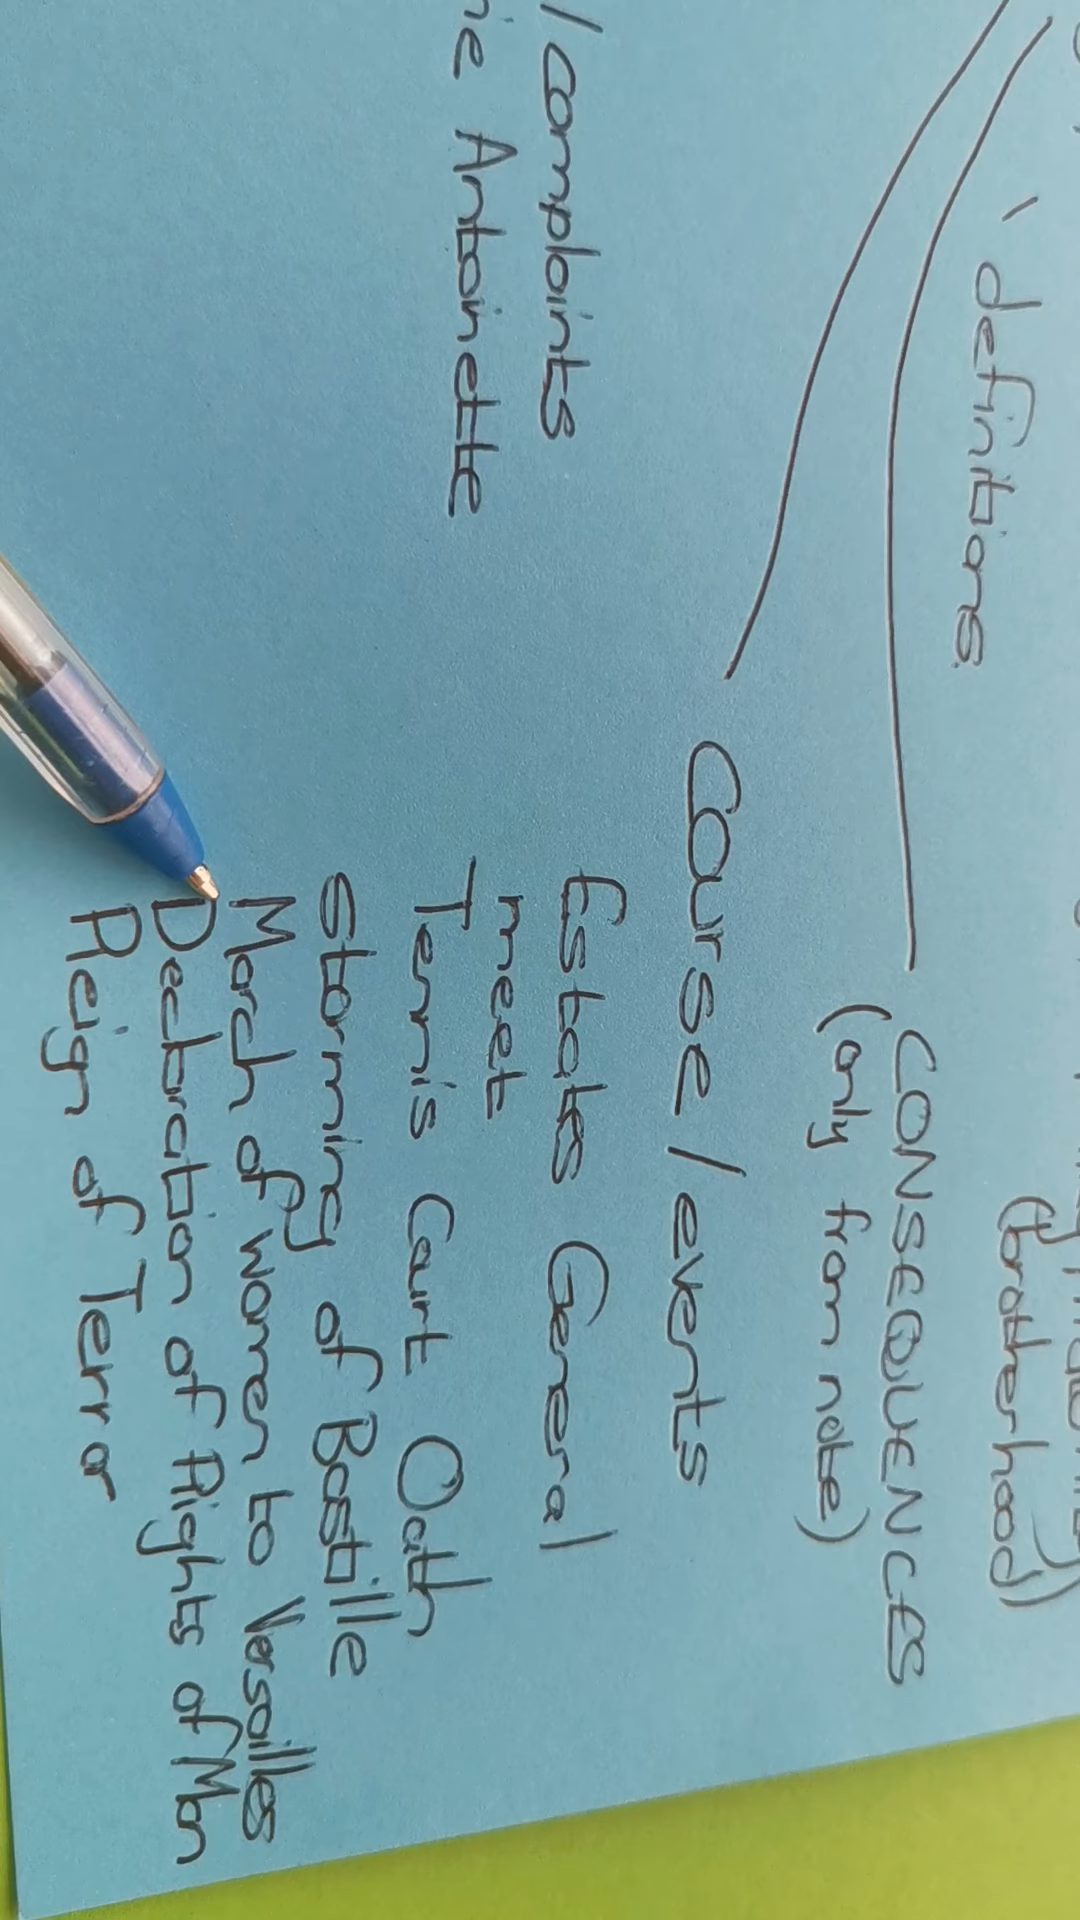 definitions
(brotherhood)
CONSEQUENCES
(only from note)
Course/events
/complaints
Antoinette
Estates General
meet
Tennis Court Oath
Storming of Bastille
March of women to Versailles
Declaration of Rights of Man
Reign of Terror